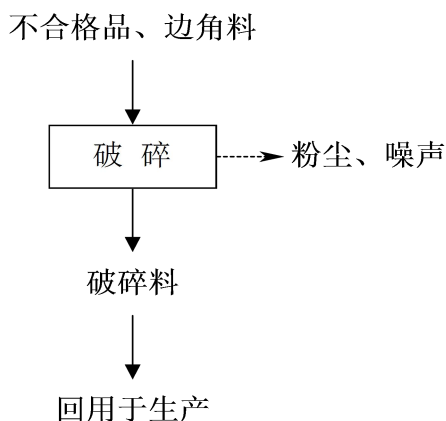 不合格品、边角料
破 碎
粉尘、噪声
破碎料
回用于生产